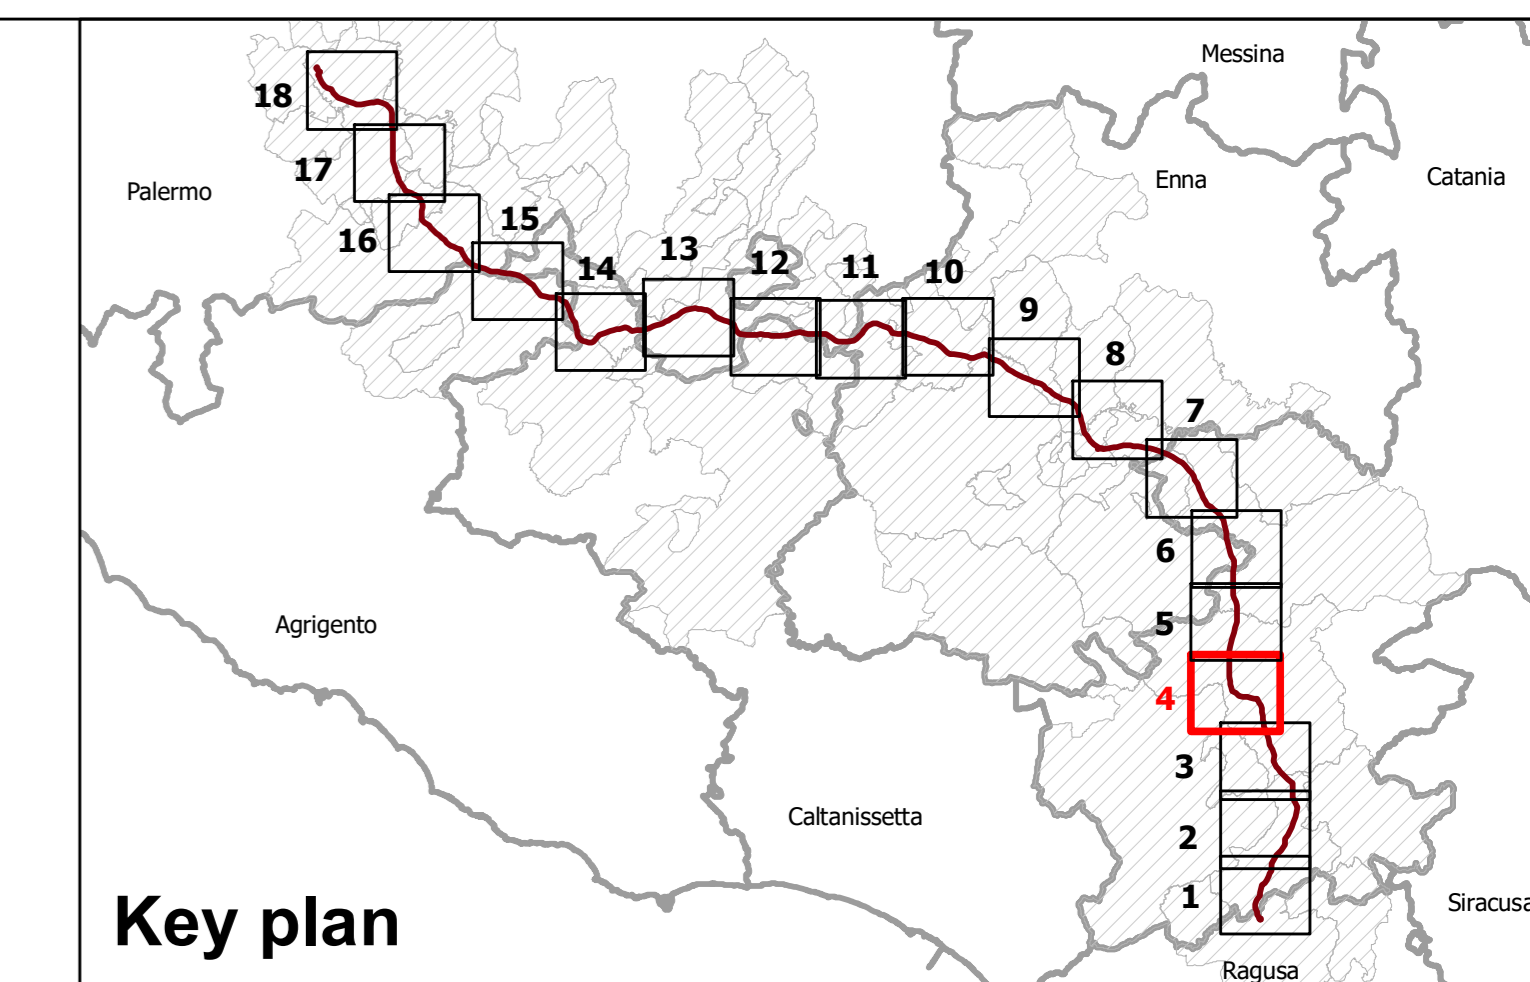 Messina
18
17
Palermo
Enna
Catania
16
15
14
13
12
11
10
9
8
7
6
5
Agrigento
4
3
Caltanissetta
2
1
Siracusa
Key plan
Ragusa